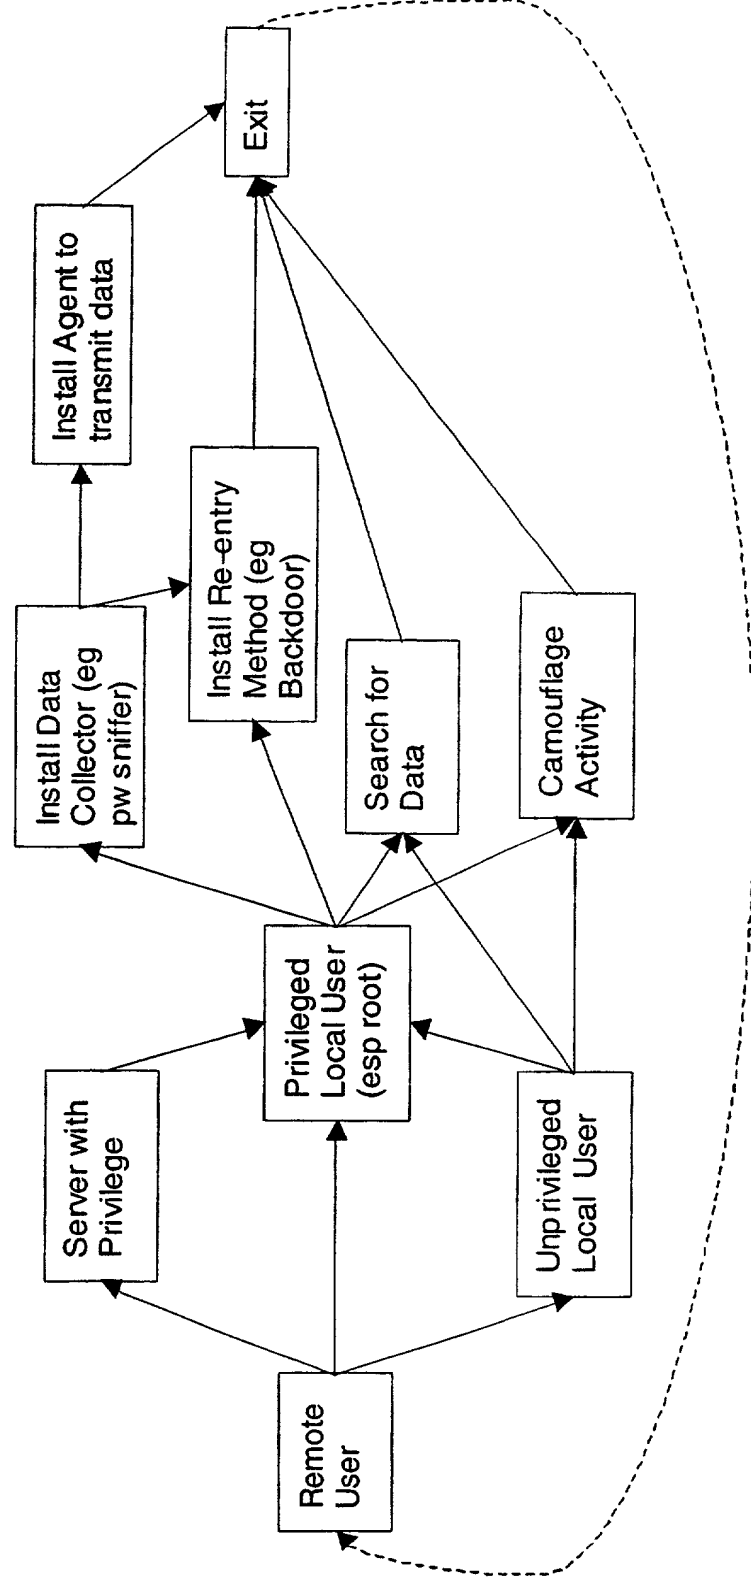 Remote
User
Server with
Privilege
Privileged
Local User
(esp root)
Unprivileged
Local User
Install Data
Collector (eg
pw sniffer)
Install Re-entry
Method (eg
Backdoor)
Search for
Data
Camouflage
Activity
Install Agent to
transmit data
Exit